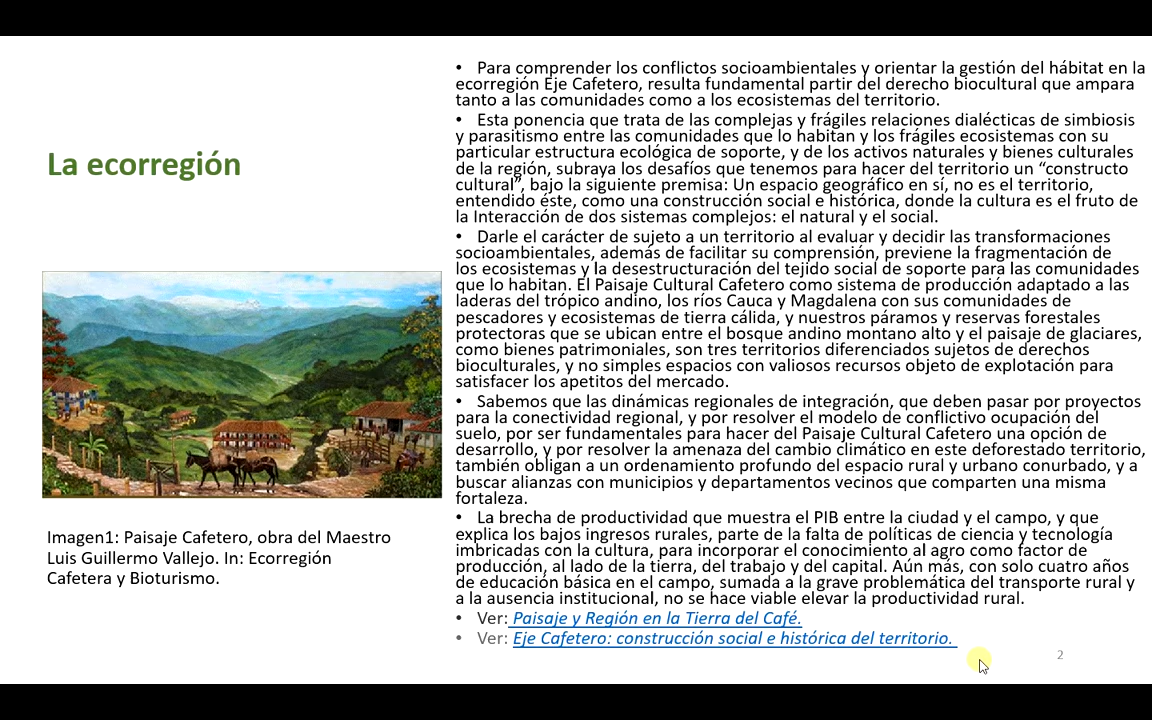 La ecorregión
Imagen1: Paisaje Cafetero, obra del Maestro
Luis Guillermo Vallejo. In: Ecorregión
Cafetera y Bioturismo.
• Para comprender los conflictos socioambientales y orientar la gestión del hábitat en la
ecorregión Eje Cafetero, resulta fundamental partir del derecho biocultural que ampara
tanto a las comunidades como a los ecosistemas del territorio.
• Esta ponencia que trata de las complejas y frágiles relaciones dialécticas de simbiosis
y parasitismo entre las comunidades que lo habitan y los frágiles ecosistemas con su
particular estructura ecológica de soporte, y de los activos naturales y bienes culturales
de la región, subraya los desafíos que tenemos para hacer del territorio un “constructo
cultural”, bajo la siguiente premisa: Un espacio geográfico en sí, no es el territorio,
entendido éste, como una construcción social e histórica, donde la cultura es el fruto de
la Interacción de dos sistemas complejos: el natural y el social.
• Darle el carácter de sujeto a un territorio al evaluar y decidir las transformaciones
socioambientales, además de facilitar su comprensión, previene la fragmentación de
los ecosistemas y la desestructuración del tejido social de soporte para las comunidades
que lo habitan. El Paisaje Cultural Cafetero como sistema de producción adaptado a las
laderas del trópico andino, los ríos Cauca y Magdalena con sus comunidades de
pescadores y ecosistemas de tierra cálida, y nuestros páramos y reservas forestales
protectoras que se ubican entre el bosque andino montano alto y el paisaje de glaciares,
como bienes patrimoniales, son tres territorios diferenciados sujetos de derechos
bioculturales, y no simples espacios con valiosos recursos objeto de explotación para
satisfacer los apetitos del mercado.
• Sabemos que las dinámicas regionales de integración, que deben pasar por proyectos
para la conectividad regional, y por resolver el modelo de conflictivo ocupación del
suelo, por ser fundamentales para hacer del Paisaje Cultural Cafetero una opción de
desarrollo, y por resolver la amenaza del cambio climático en este deforestado territorio,
también obligan a un ordenamiento profundo del espacio rural y urbano conurbado, y a
buscar alianzas con municipios y departamentos vecinos que comparten una misma
fortaleza.
• La brecha de productividad que muestra el PIB entre la ciudad y el campo, y que
explica los bajos ingresos rurales, parte de la falta de políticas de ciencia y tecnología
imbricadas con la cultura, para incorporar el conocimiento al agro como factor de
producción, al lado de la tierra, del trabajo y del capital. Aún más, con solo cuatro años
de educación básica en el campo, sumada a la grave problemática del transporte rural y
a la ausencia institucional, no se hace viable elevar la productividad rural.
• Ver: Paisaje y Región en la Tierra del Café.
• Ver: Eje Cafetero: construcción social e histórica del territorio.
2